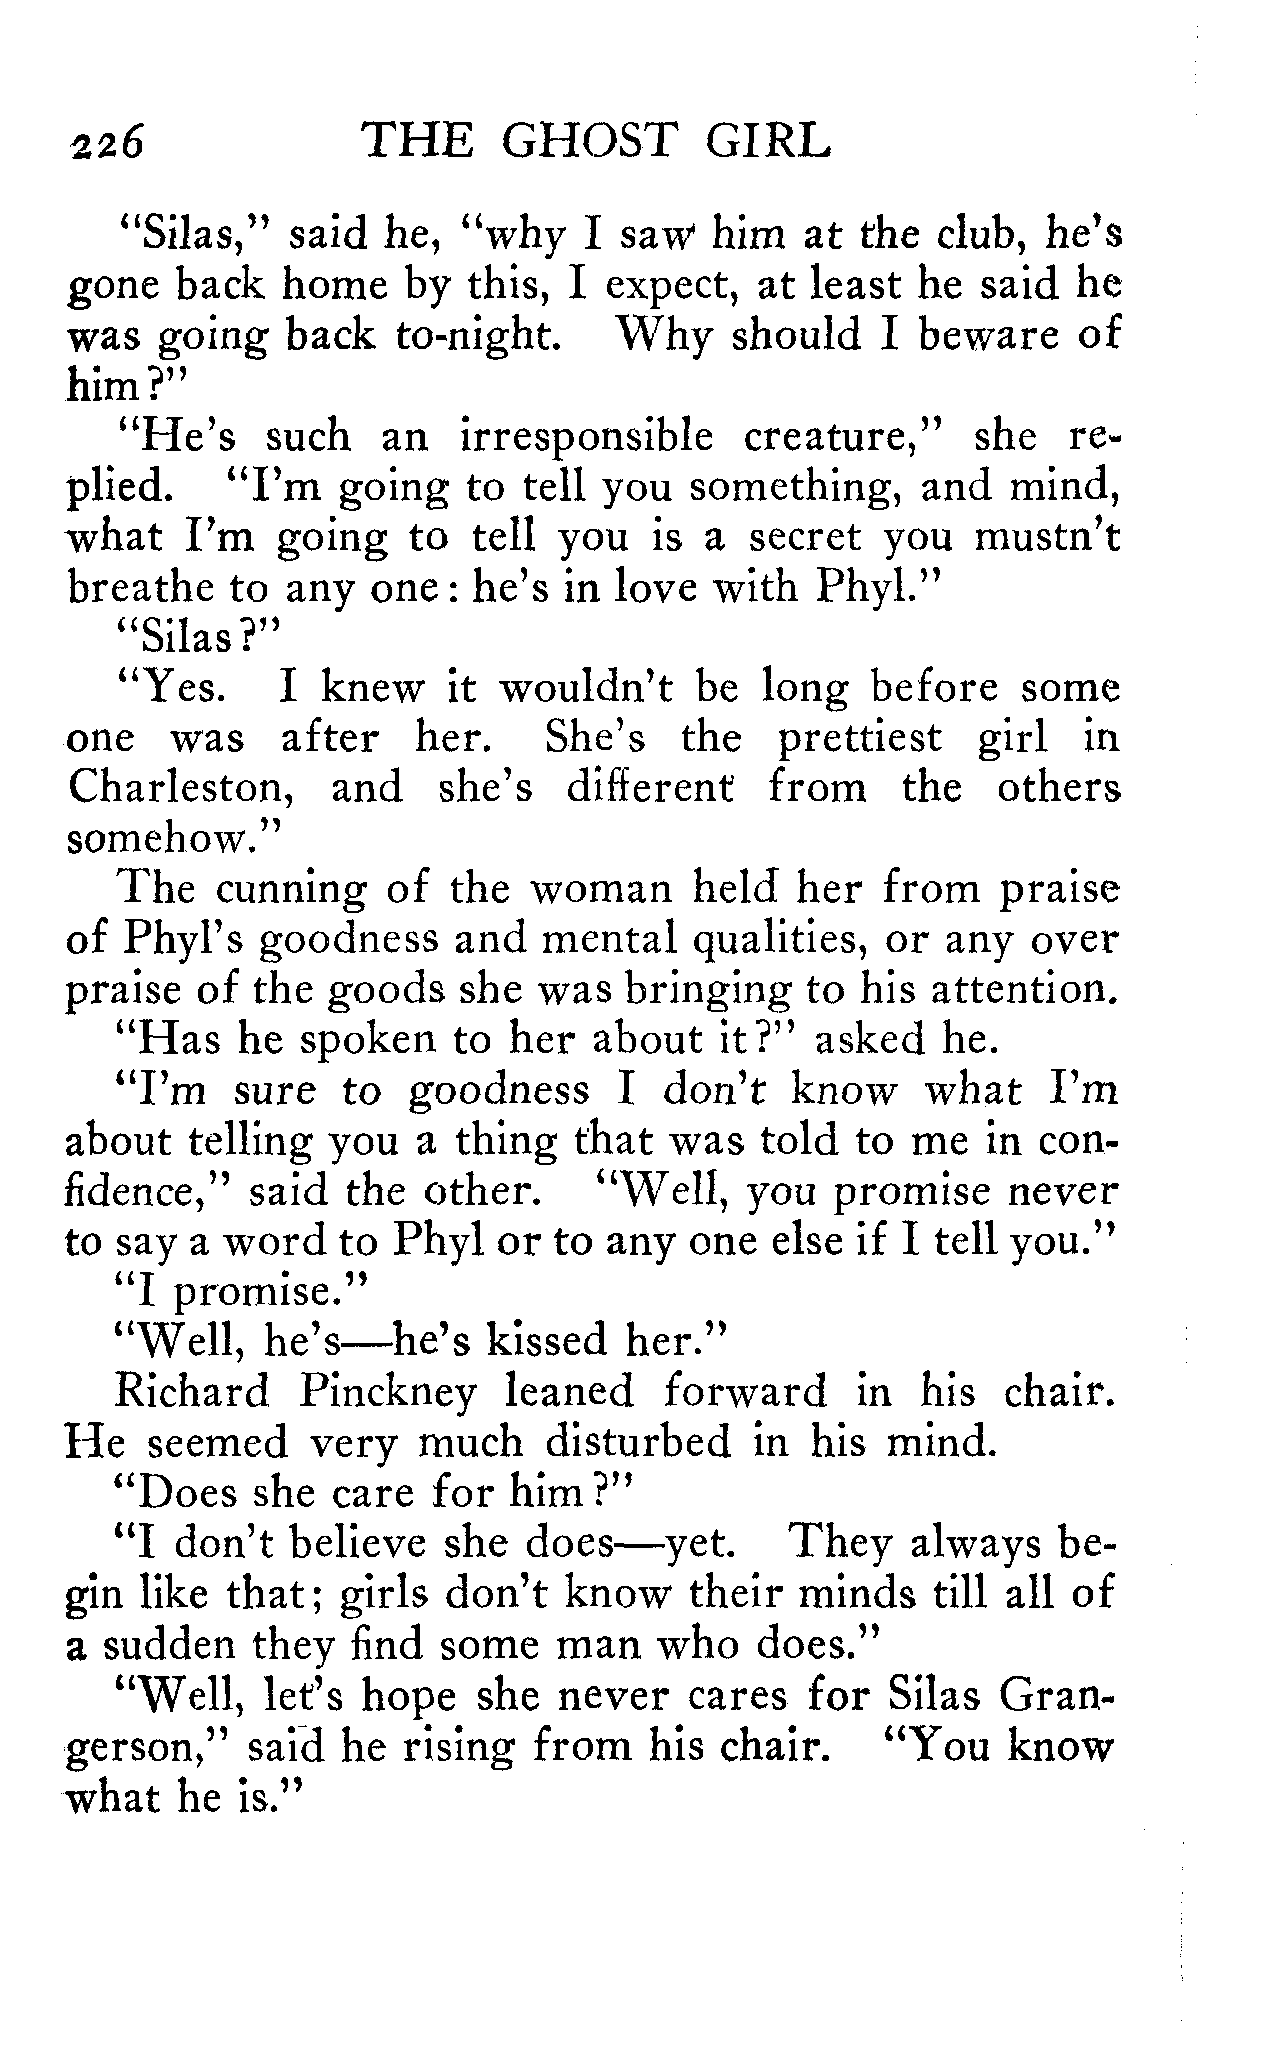 226 THE GHOST GIRL
"Silas," said he, "why I saw him at the club, he's
gone back home by this, I expect, at least he said he
was going back to-night. Why should I beware of
him?"
"He's such an irresponsible creature," she re-
plied. "I'm going to tell you something, and mind,
what I'm going to tell you is a secret you mustn't
breathe to any one: he's in love with Phyl."
"Silas?"
"Yes. I knew it wouldn't be long before some
one was after her. She's the prettiest girl in
Charleston, and she's different from the others
somehow."
The cunning of the woman held her from praise
of Phyl's goodness and mental qualities, or any over
praise of the goods she was bringing to his attention.
"Has he spoken to her about it?" asked he.
"I'm sure to goodness I don't know what I'm
about telling you a thing that was told to me in con-
fidence," said the other. "Well, you promise never
to say a word to Phyl or to any one else if I tell you."
"I promise."
"Well, he's—he's kissed her."
Richard Pinckney leaned forward in his chair.
He seemed very much disturbed in his mind.
"Does she care for him?"
"I don't believe she does—yet. They always be-
gin like that; girls don't know their minds till all of
a sudden they find some man who does."
"Well, let's hope she never cares for Silas Gran-
gerson," said he rising from his chair. "You know
what he is."